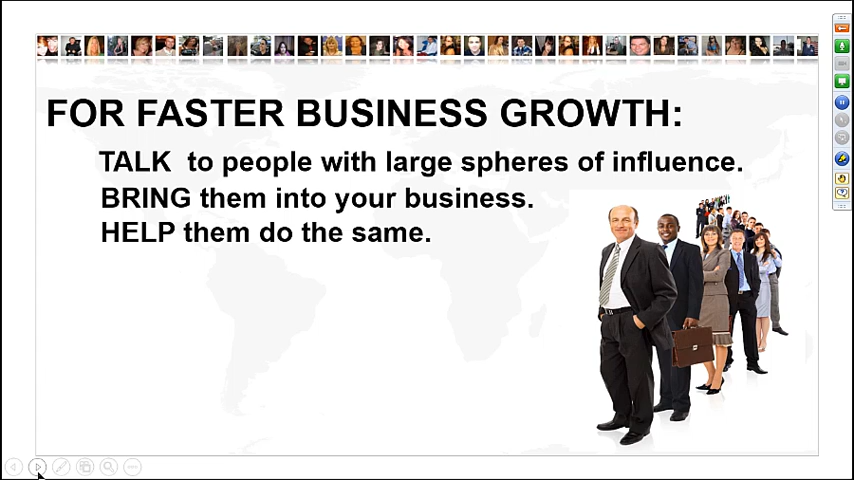 FOR FASTER BUSINESS GROWTH:
TALK to people with large spheres of influence.
BRING them into your business.
HELP them do the same.